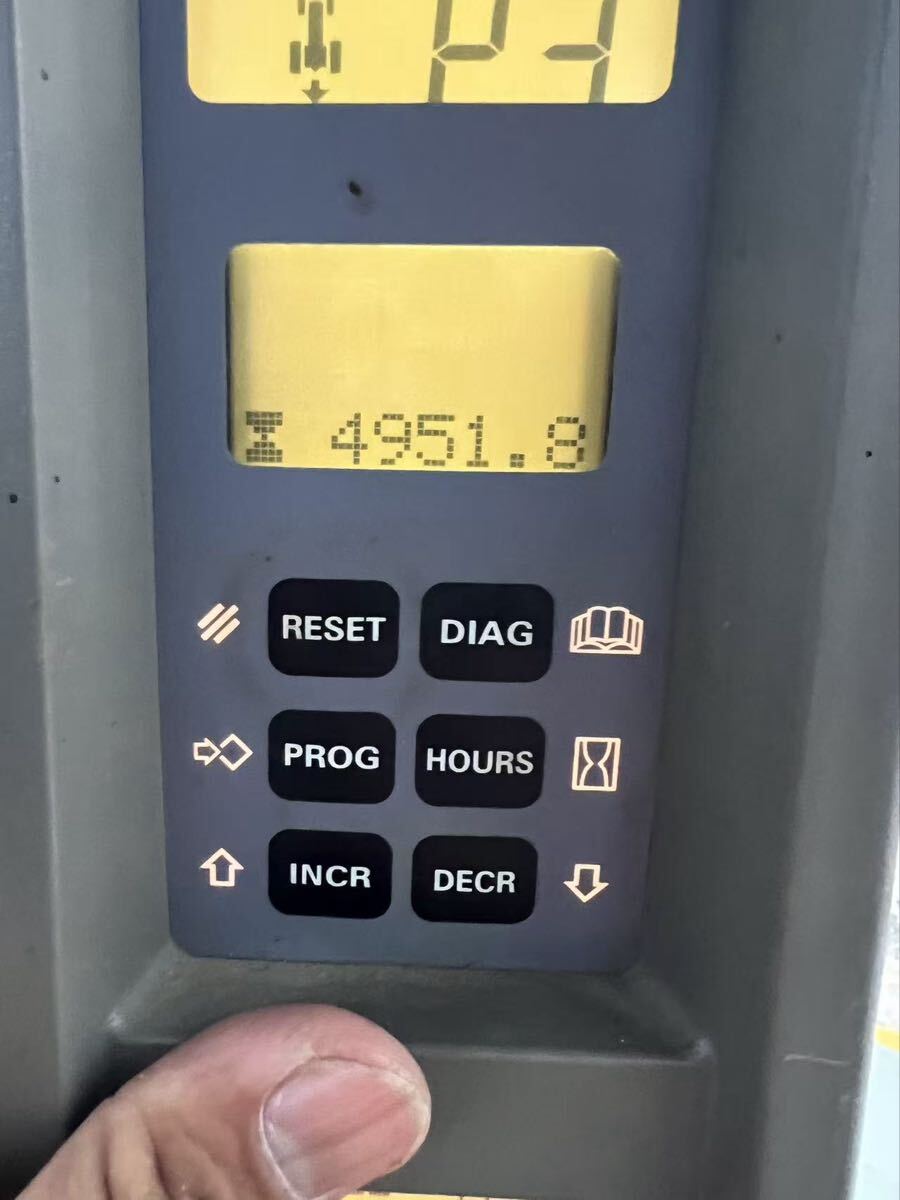 4951.8
RESET DIAG
PROG HOURS
INCR DECR